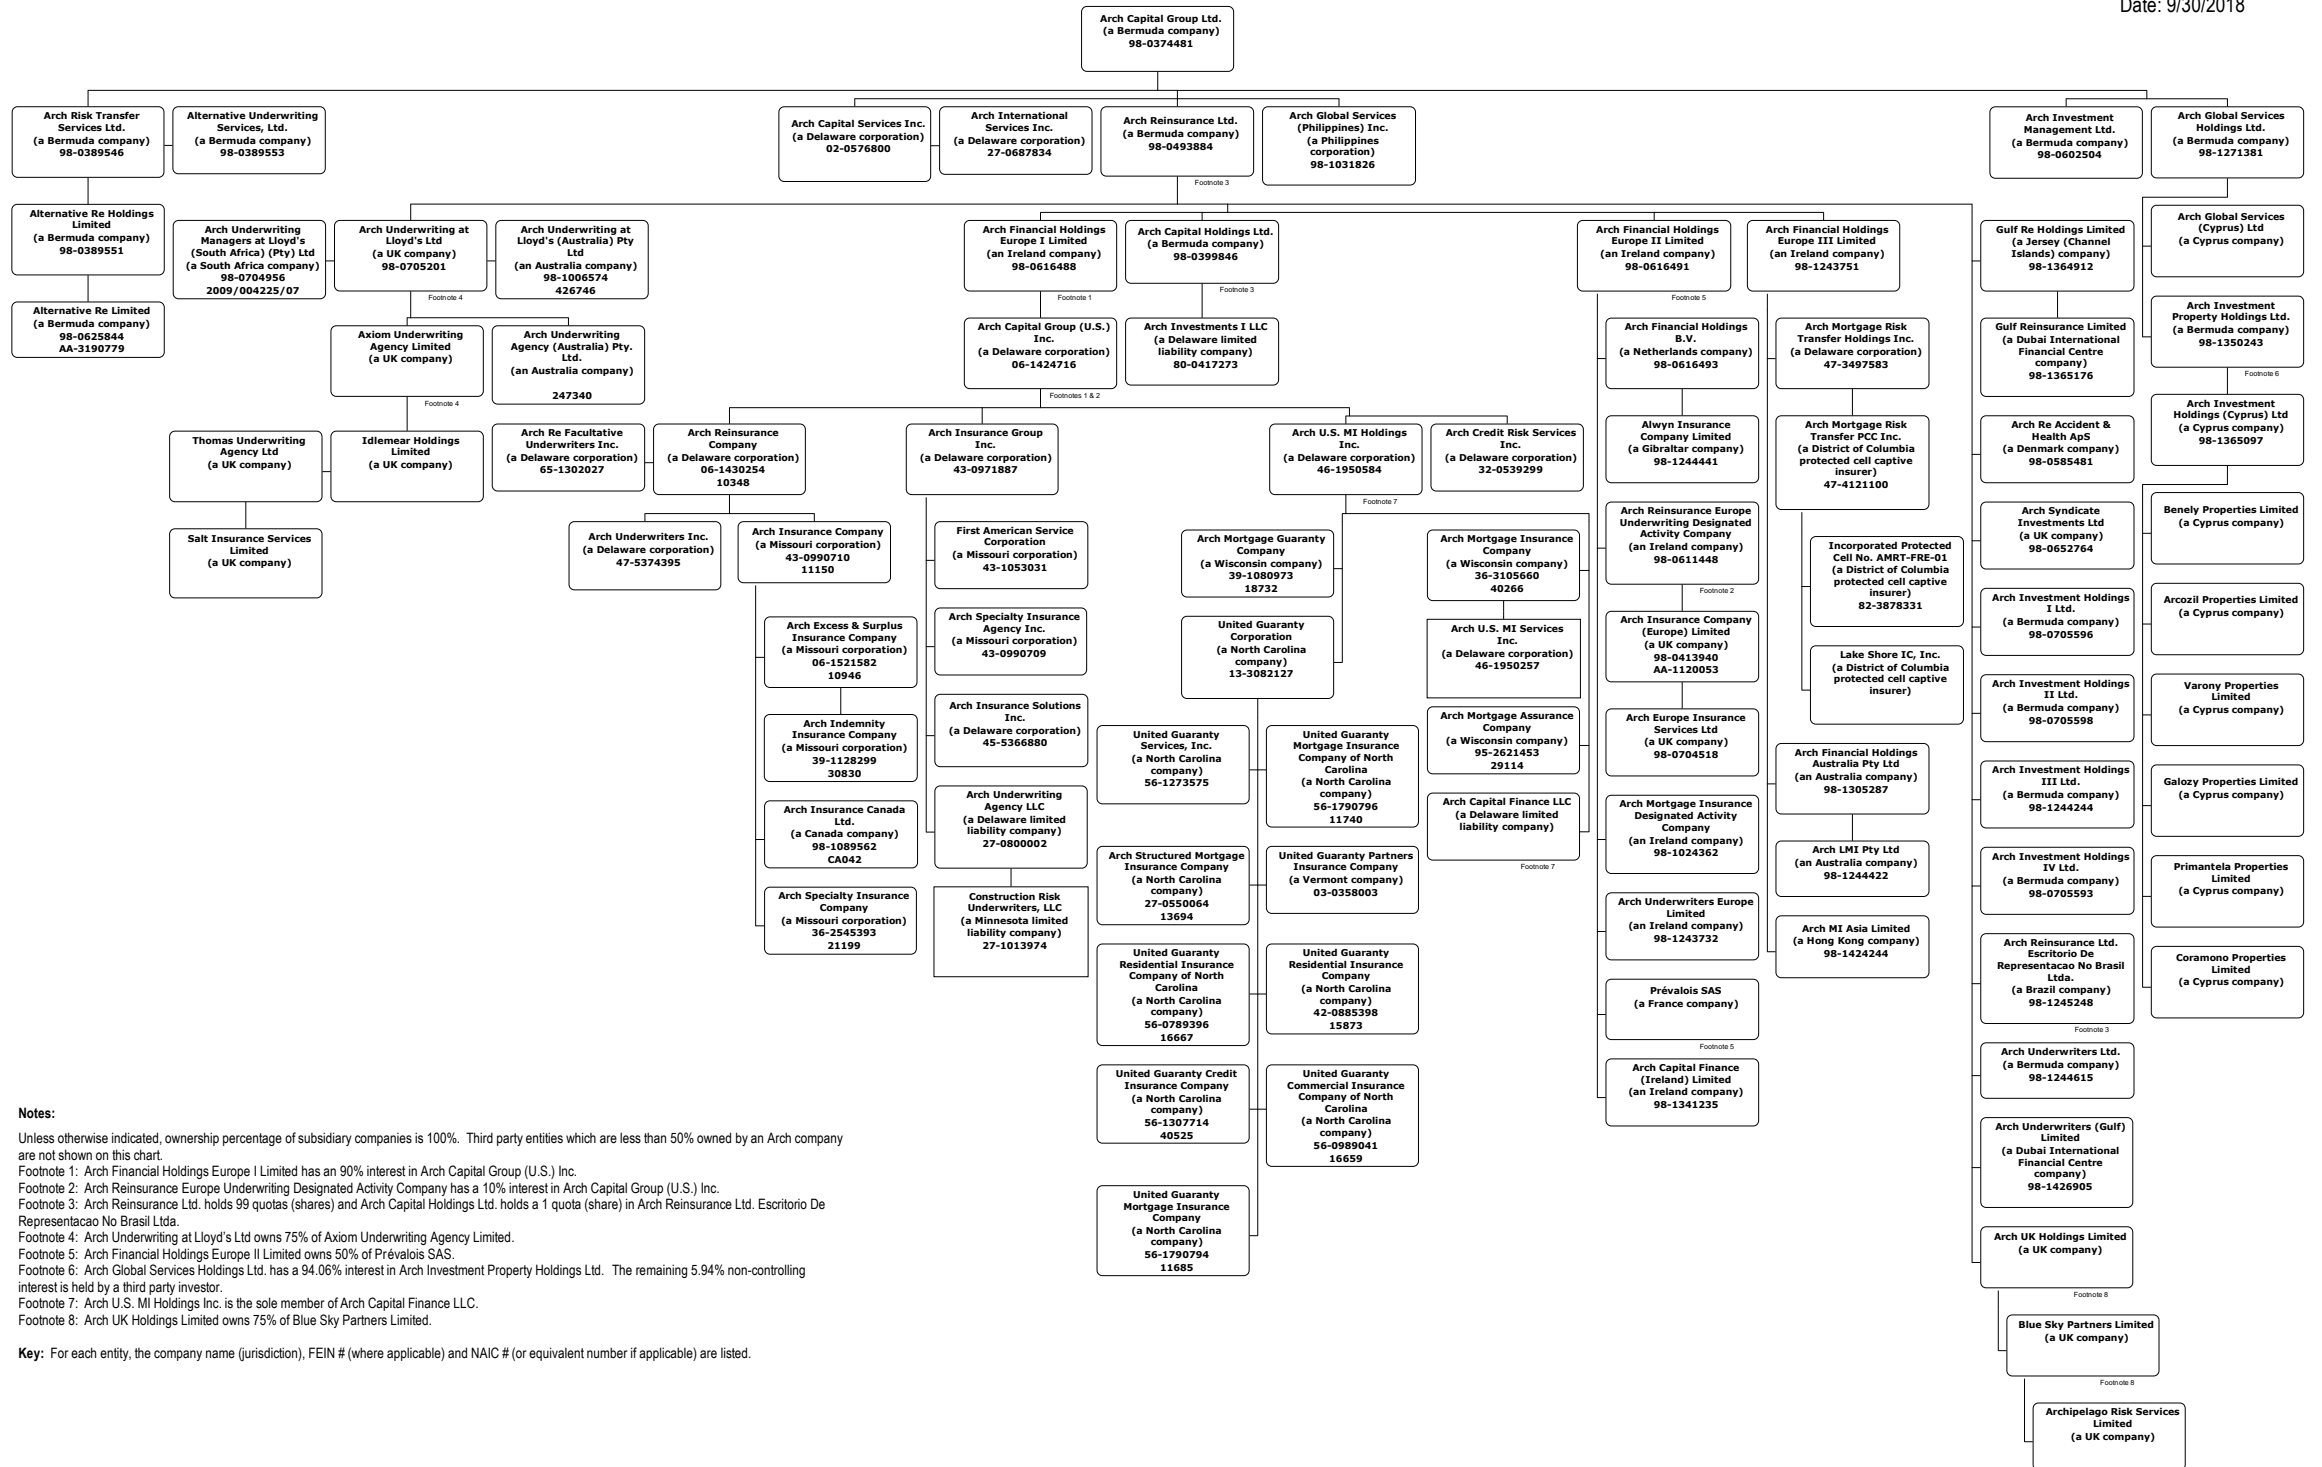 Date: 9/30/2018
Arch Capital Group Ltd.
(a Bermuda company)
98-0374481
Arch Risk Transfer
Services Ltd.
(a Bermuda company)
98-0389546
Alternative Underwriting
Services, Ltd.
(a Bermuda company)
98-0389553
Arch Capital Services Inc.
(a Delaware corporation)
02-0576800
Arch International
Services Inc.
(a Delaware corporation)
27-0687834
Arch Reinsurance Ltd.
(a Bermuda company)
98-0493884
Footnote 3
Arch Global Services
(Philippines) Inc.
(a Philippines
corporation)
98-1031826
Arch Investment
Management Ltd.
(a Bermuda company)
98-0602504
Arch Global Services
Holdings Ltd.
(a Bermuda company)
98-1271381
Alternative Re Holdings
Limited
(a Bermuda company)
98-0389551
Alternative Re Limited
(a Bermuda company)
98-0625844
AA-3190779
Arch Underwriting
Managers at Lloyd's
(South Africa) (Pty) Ltd
(a South Africa company)
98-0704956
2009/004225/07
Arch Underwriting at
Lloyd's Ltd
(a UK company)
98-0705201
Footnote 4
Arch Underwriting at
Lloyd's (Australia) Pty
Ltd
(an Australia company)
98-1006574
426746
Axiom Underwriting
Agency Limited
(a UK company)
Footnote 4
Arch Underwriting
Agency (Australia) Pty.
Ltd.
(an Australia company)
247340
Thomas Underwriting
Agency Ltd
(a UK company)
Idlemear Holdings
Limited
(a UK company)
Salt Insurance Services
Limited
(a UK company)
Arch Financial Holdings
Europe I Limited
(an Ireland company)
98-0616488
Footnote 1
Arch Capital Holdings Ltd.
(a Bermuda company)
98-0399846
Footnote 3
Arch Capital Group (U.S.)
Inc.
(a Delaware corporation)
06-1424716
Footnotes 1 & 2
Arch Investments I LLC
(a Delaware limited
liability company)
80-0417273
Arch Re Facultative
Underwriters Inc.
(a Delaware corporation)
65-1302027
Arch Reinsurance
Company
(a Delaware corporation)
06-1430254
10348
Arch Insurance Group
Inc.
(a Delaware corporation)
43-0971887
Arch U.S. MI Holdings
Inc.
(a Delaware corporation)
46-1950584
Footnote 7
Arch Credit Risk Services
Inc.
(a Delaware corporation)
32-0539299
Arch Underwriters Inc.
(a Delaware corporation)
47-5374395
Arch Insurance Company
(a Missouri corporation)
43-0990710
11150
Arch Excess & Surplus
Insurance Company
(a Missouri corporation)
06-1521582
10946
Arch Indemnity
Insurance Company
(a Missouri corporation)
39-1128299
30830
Arch Insurance Canada
Ltd.
(a Canada company)
98-1089562
CA042
Arch Specialty Insurance
Company
(a Missouri corporation)
36-2545393
21199
First American Service
Corporation
(a Missouri corporation)
43-1053031
Arch Specialty Insurance
Agency Inc.
(a Missouri corporation)
43-0990709
Arch Insurance Solutions
Inc.
(a Delaware corporation)
45-5366880
Arch Underwriting
Agency LLC
(a Delaware limited
liability company)
27-0800002
Construction Risk
Underwriters, LLC
(a Minnesota limited
liability company)
27-1013974
Arch Mortgage Guaranty
Company
(a Wisconsin company)
39-1080973
18732
United Guaranty
Corporation
(a North Carolina
company)
13-3082127
United Guaranty
Services, Inc.
(a North Carolina
company)
56-1273575
United Guaranty
Mortgage Insurance
Company of North
Carolina
(a North Carolina
company)
56-1790796
11740
Arch Structured Mortgage
Insurance Company
(a North Carolina
company)
27-0550064
13694
United Guaranty Partners
Insurance Company
(a Vermont company)
03-0358003
United Guaranty
Residential Insurance
Company of North
Carolina
(a North Carolina
company)
56-0789396
16667
United Guaranty
Residential Insurance
Company
(a North Carolina
company)
42-0885398
15873
United Guaranty Credit
Insurance Company
(a North Carolina
company)
56-1307714
40525
United Guaranty
Commercial Insurance
Company of North
Carolina
(a North Carolina
company)
56-0989041
16659
United Guaranty
Mortgage Insurance
Company
(a North Carolina
company)
56-1790794
11685
Arch Mortgage Insurance
Company
(a Wisconsin company)
36-3105660
40266
Arch U.S. MI Services
Inc.
(a Delaware corporation)
46-1950257
Arch Mortgage Assurance
Company
(a Wisconsin company)
95-2621453
29114
Arch Capital Finance LLC
(a Delaware limited
liability company)
Footnote 7
Arch Financial Holdings
Europe II Limited
(an Ireland company)
98-0616491
Footnote 5
Arch Financial Holdings
B.V.
(a Netherlands company)
98-0616493
Alwyn Insurance
Company Limited
(a Gibraltar company)
98-1244441
Arch Reinsurance Europe
Underwriting Designated
Activity Company
(an Ireland company)
98-0611448
Footnote 2
Arch Insurance Company
(Europe) Limited
(a UK company)
98-0413940
AA-1120053
Arch Europe Insurance
Services Ltd
(a UK company)
98-0704518
Arch Mortgage Insurance
Designated Activity
Company
(an Ireland company)
98-1024362
Arch Underwriters Europe
Limited
(an Ireland company)
98-1243732
Prévalois SAS
(a France company)
Footnote 5
Arch Capital Finance
(Ireland) Limited
(an Ireland company)
98-1341235
Arch Financial Holdings
Europe III Limited
(an Ireland company)
98-1243751
Arch Mortgage Risk
Transfer Holdings Inc.
(a Delaware corporation)
47-3497583
Arch Mortgage Risk
Transfer PCC Inc.
(a District of Columbia
protected cell captive
insurer)
47-4121100
Incorporated Protected
Cell No. AMRT-FRE-01
(a District of Columbia
protected cell captive
insurer)
82-3878331
Lake Shore IC, Inc.
(a District of Columbia
protected cell captive
insurer)
Arch Financial Holdings
Australia Pty Ltd
(an Australia company)
98-1305287
Arch LMI Pty Ltd
(an Australia company)
98-1244422
Arch MI Asia Limited
(a Hong Kong company)
98-1424244
Gulf Re Holdings Limited
(a Jersey (Channel
Islands) company)
98-1364912
Gulf Reinsurance Limited
(a Dubai International
Financial Centre
company)
98-1365176
Arch Re Accident &
Health ApS
(a Denmark company)
98-0585481
Arch Syndicate
Investments Ltd
(a UK company)
98-0652764
Arch Investment Holdings
I Ltd.
(a Bermuda company)
98-0705596
Arch Investment Holdings
II Ltd.
(a Bermuda company)
98-0705598
Arch Investment Holdings
III Ltd.
(a Bermuda company)
98-1244244
Arch Investment Holdings
IV Ltd.
(a Bermuda company)
98-0705593
Arch Reinsurance Ltd.
Escritorio De
Representacao No Brasil
Ltda.
(a Brazil company)
98-1245248
Footnote 3
Arch Underwriters Ltd.
(a Bermuda company)
98-1244615
Arch Underwriters (Gulf)
Limited
(a Dubai International
Financial Centre
company)
98-1426905
Arch UK Holdings Limited
(a UK company)
Footnote 8
Blue Sky Partners Limited
(a UK company)
Footnote 8
Archipelago Risk Services
Limited
(a UK company)
Arch Global Services
(Cyprus) Ltd
(a Cyprus company)
Arch Investment
Property Holdings Ltd.
(a Bermuda company)
98-1350243
Footnote 6
Arch Investment
Holdings (Cyprus) Ltd
(a Cyprus company)
98-1365097
Benely Properties Limited
(a Cyprus company)
Arcozil Properties Limited
(a Cyprus company)
Varony Properties
Limited
(a Cyprus company)
Galozy Properties Limited
(a Cyprus company)
Primantela Properties
Limited
(a Cyprus company)
Coramono Properties
Limited
(a Cyprus company)
Notes:
Unless otherwise indicated, ownership percentage of subsidiary companies is 100%. Third party entities which are less than 50% owned by an Arch company
are not shown on this chart.
Footnote 1: Arch Financial Holdings Europe I Limited has an 90% interest in Arch Capital Group (U.S.) Inc.
Footnote 2: Arch Reinsurance Europe Underwriting Designated Activity Company has a 10% interest in Arch Capital Group (U.S.) Inc.
Footnote 3: Arch Reinsurance Ltd. holds 99 quotas (shares) and Arch Capital Holdings Ltd. holds a 1 quota (share) in Arch Reinsurance Ltd. Escritorio De
Representacao No Brasil Ltda.
Footnote 4: Arch Underwriting at Lloyd's Ltd owns 75% of Axiom Underwriting Agency Limited.
Footnote 5: Arch Financial Holdings Europe II Limited owns 50% of Prévalois SAS.
Footnote 6: Arch Global Services Holdings Ltd. has a 94.06% interest in Arch Investment Property Holdings Ltd. The remaining 5.94% non-controlling
interest is held by a third party investor.
Footnote 7: Arch U.S. MI Holdings Inc. is the sole member of Arch Capital Finance LLC.
Footnote 8: Arch UK Holdings Limited owns 75% of Blue Sky Partners Limited.
Key: For each entity, the company name (jurisdiction), FEIN # (where applicable) and NAIC # (or equivalent number if applicable) are listed.